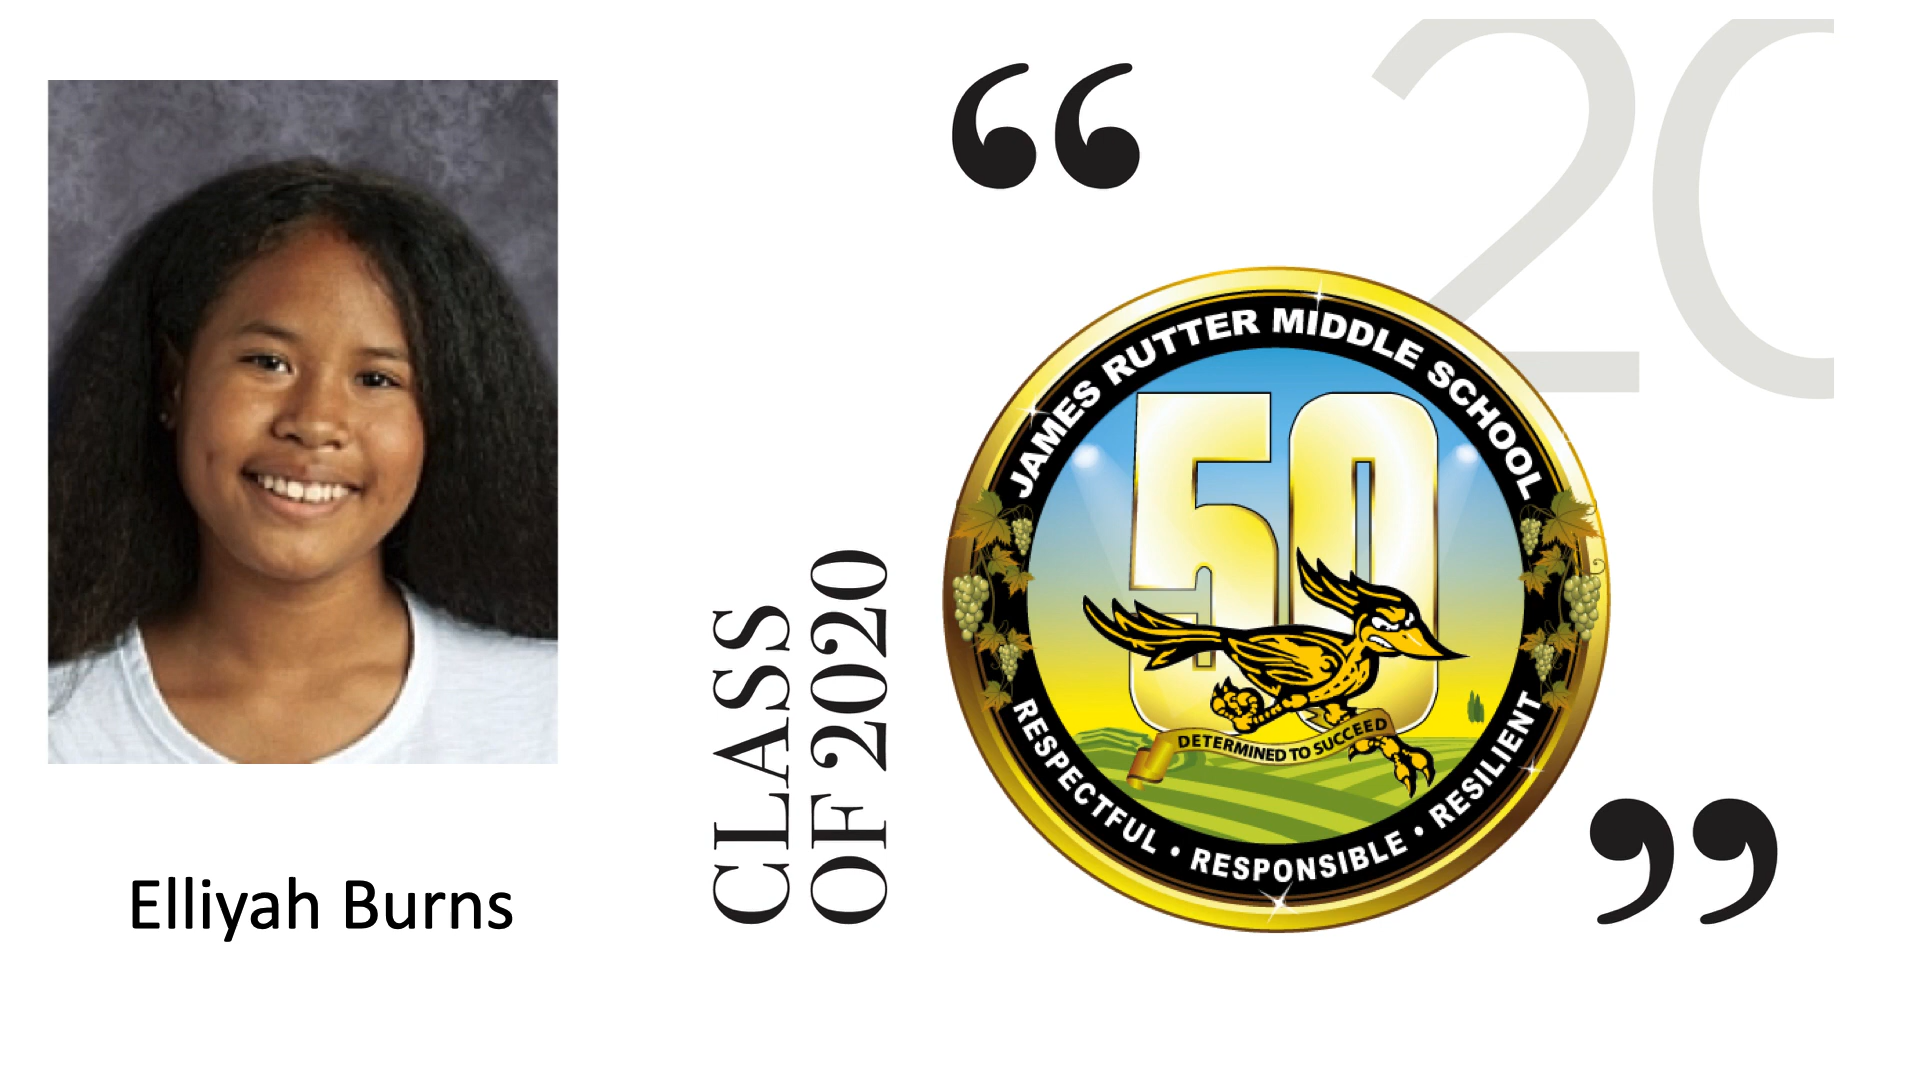 Elliyah Burns
CLASS
OF 2020
“
20
JAMES RUTTER MIDDLE SCHOOL
50
DETERMINED TO SUCCEED
RESPECTFUL • RESPONSIBLE • RESILIENT
”